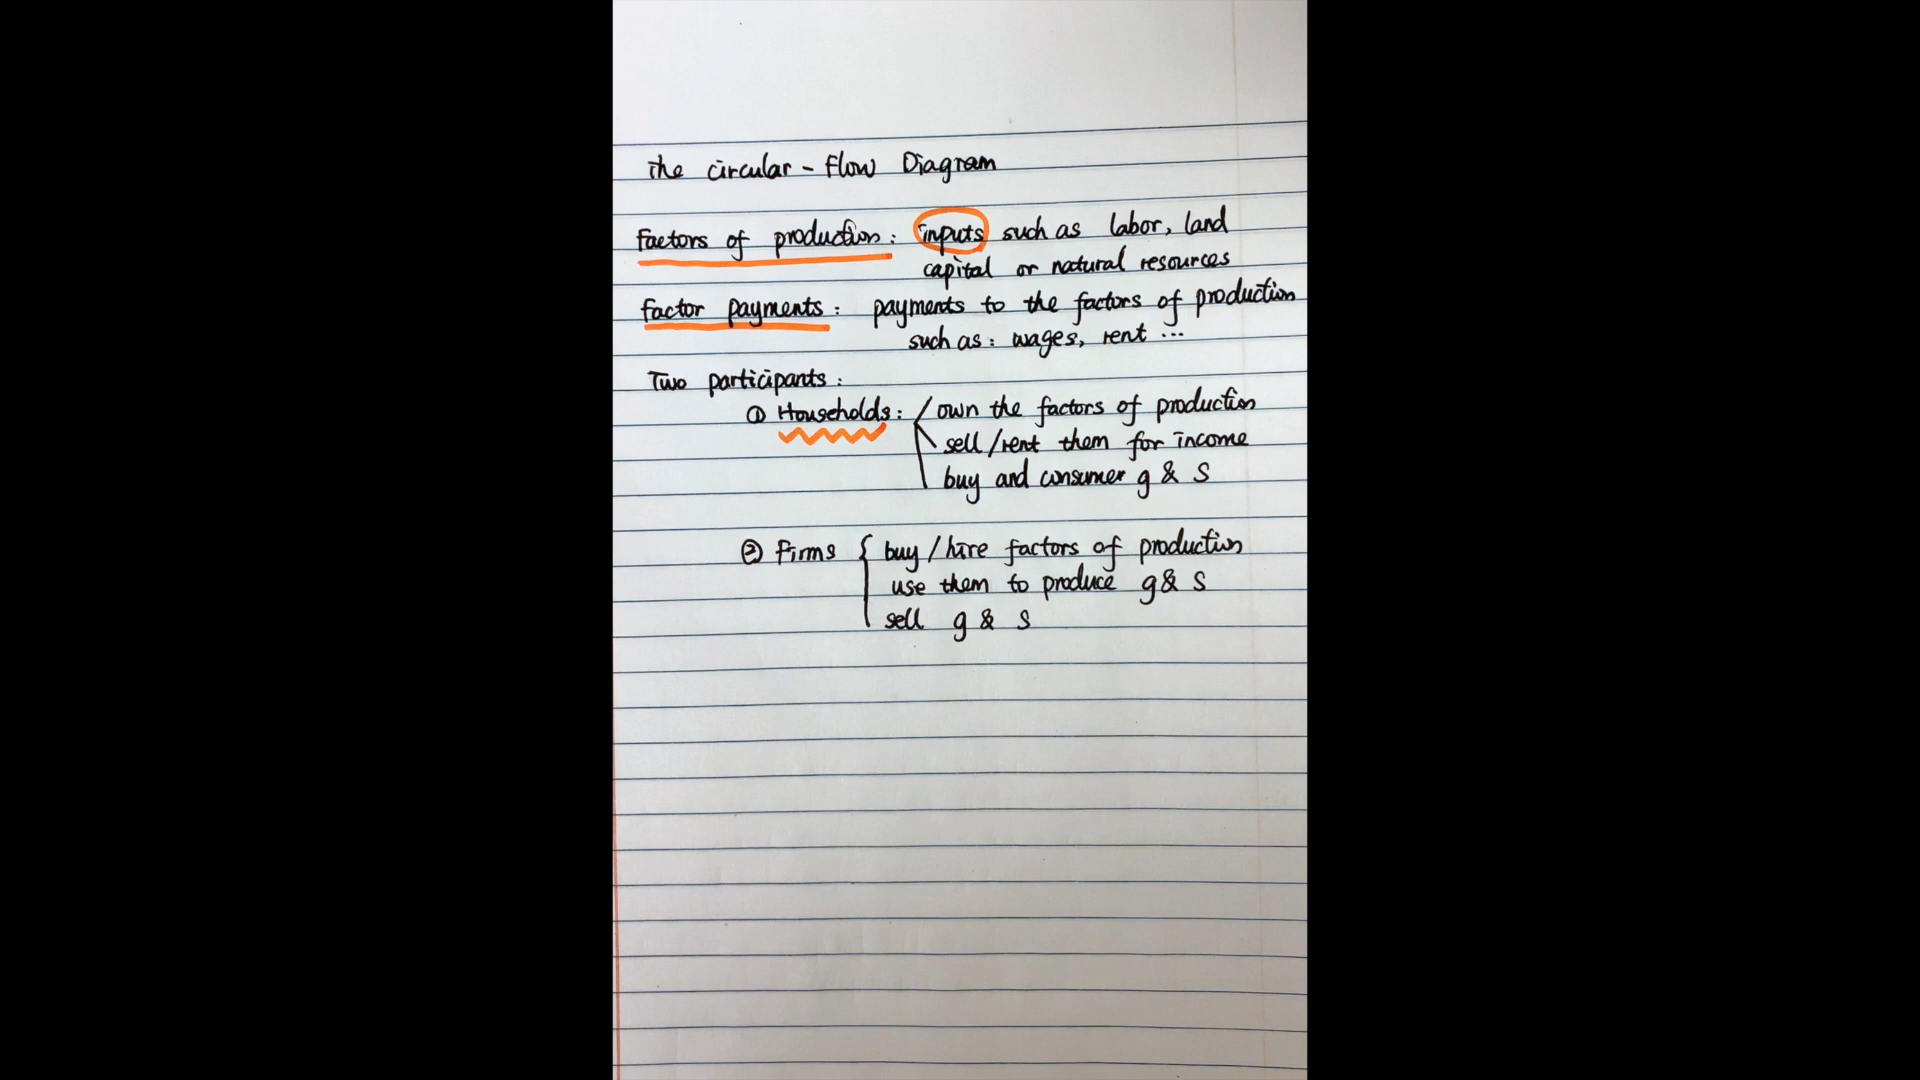 The circular - Flow Diagram
Factors of production: inputs such as labor, land
capital or natural resources
factor payments: payments to the factors of production
such as: wages, rent ...
Two participants:
① Households: own the factors of production
sell/rent them for income
buy and consumer g & s
② Firms { buy/hire factors of production
use them to produce g & s
sell g & s